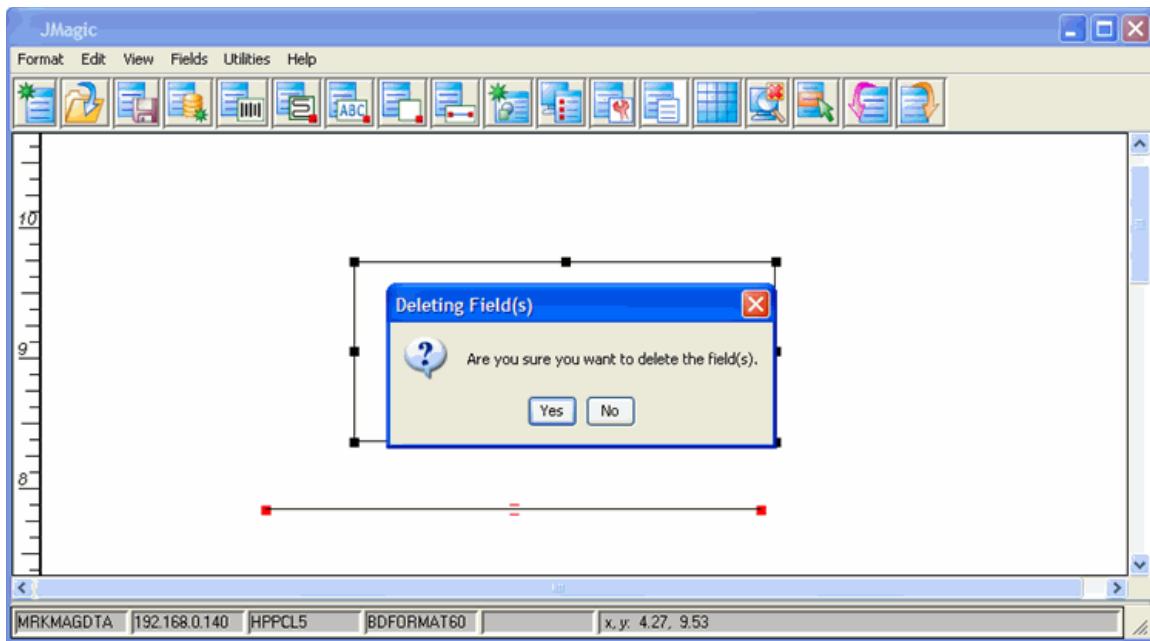 JMagic
Format Edit View Fields Utilities Help
ABC
10
Deleting Field(s)
9
? Are you sure you want to delete the field(s).
Yes No
8
MRKMAGDTA 192.168.0.140 HPPCL5 BDFORMAT60 x, y: 4.27, 9.53